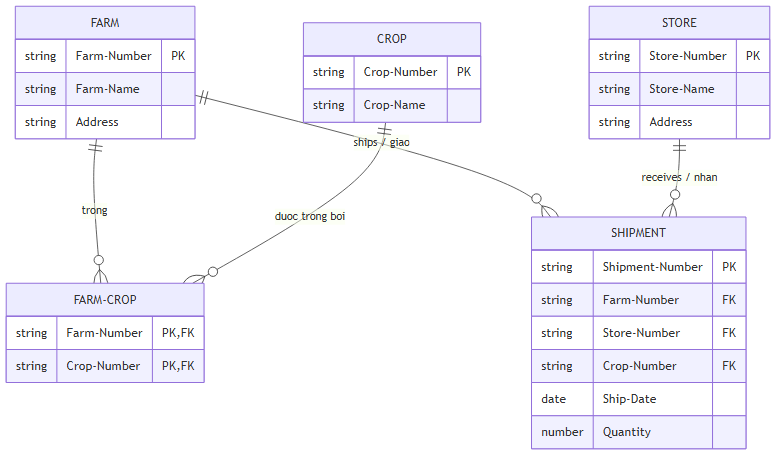 FARM
string Farm-Number PK
string Farm-Name
string Address
CROP
string Crop-Number PK
string Crop-Name
STORE
string Store-Number PK
string Store-Name
string Address
ships / giao
receives / nhan
trong
duoc trong boi
FARM-CROP
string Farm-Number PK,FK
string Crop-Number PK,FK
SHIPMENT
string Shipment-Number PK
string Farm-Number FK
string Store-Number FK
string Crop-Number FK
date Ship-Date
number Quantity